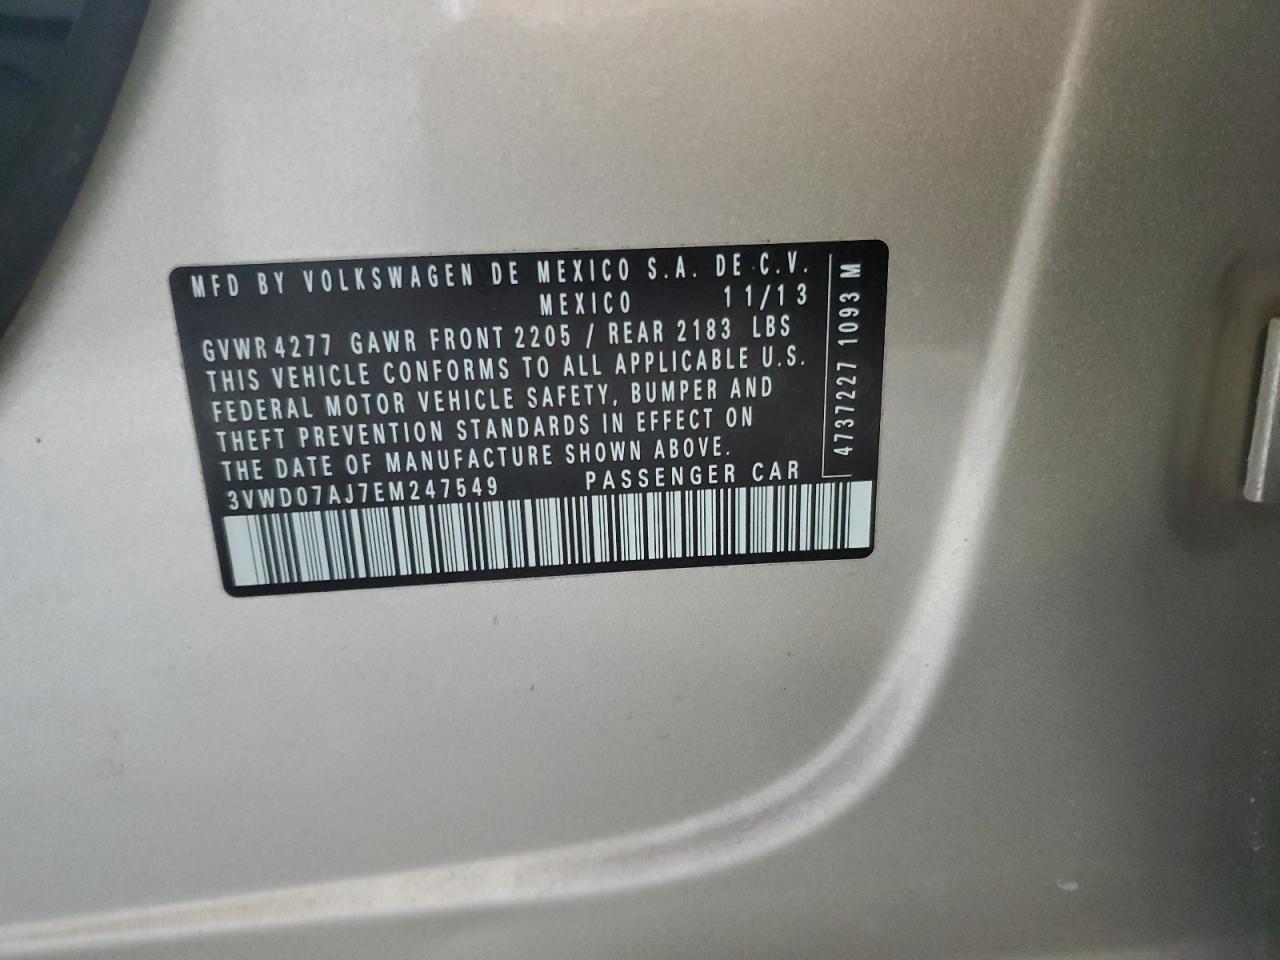 MFD BY VOLKSWAGEN DE MEXICO S.A. DE C.V.
MEXICO 11/13
GVWR 4277 GAWR FRONT 2205 / REAR 2183 LBS
THIS VEHICLE CONFORMS TO ALL APPLICABLE U.S.
FEDERAL MOTOR VEHICLE SAFETY, BUMPER AND
THEFT PREVENTION STANDARDS IN EFFECT ON
THE DATE OF MANUFACTURE SHOWN ABOVE.
3VWD07AJ7EM247549 PASSENGER CAR
4737227 1093 M